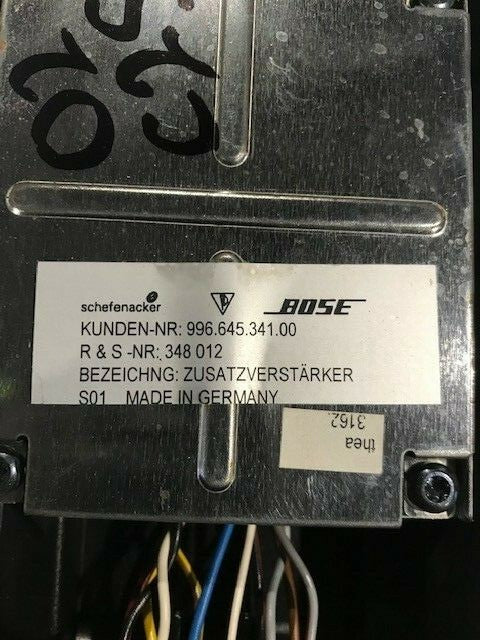 schefenacker BOSE
KUNDEN-NR: 996.645.341.00
R & S -NR: 348 012
BEZEICHNG: ZUSATZVERSTÄRKER
S01 MADE IN GERMANY
thea
3162.